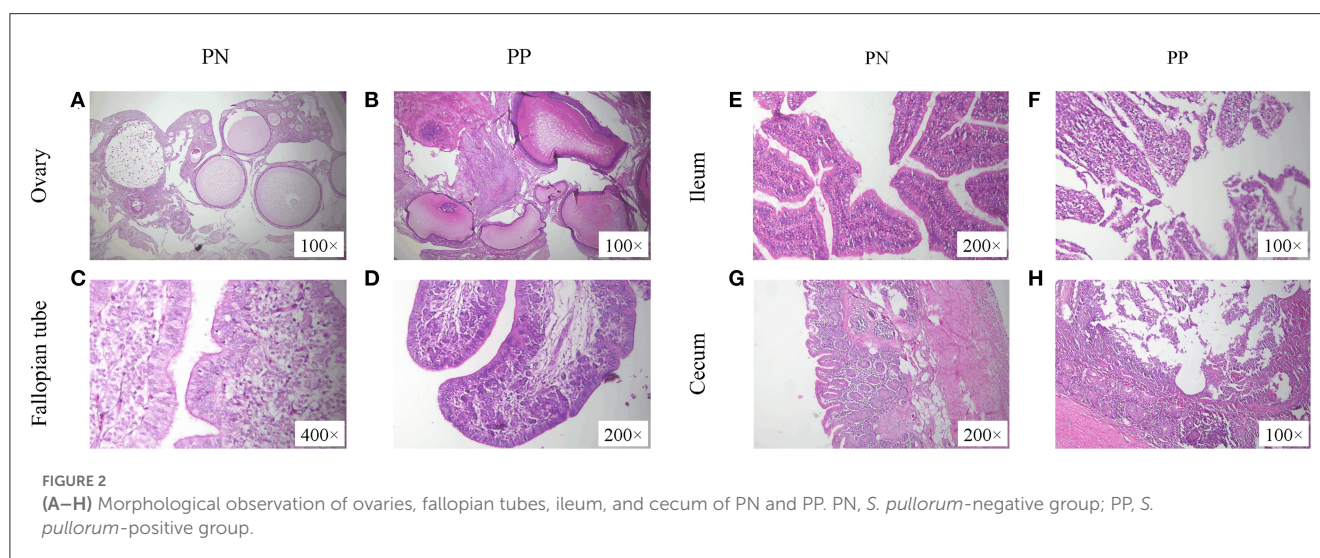 PN
PP
PN
PP
A
B
E
F
Ovary
100×
100×
Ileum
200×
100×
C
D
G
H
Fallopian tube
400×
200×
Cecum
200×
100×
FIGURE 2
(A–H) Morphological observation of ovaries, fallopian tubes, ileum, and cecum of PN and PP. PN, S. pullorum-negative group; PP, S.
pullorum-positive group.